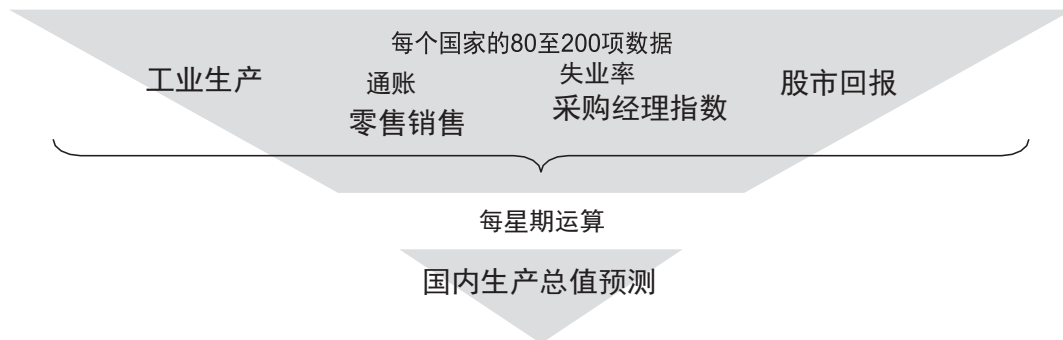 每个国家的80至200项数据
工业生产
通账
失业率
股市回报
零售销售
采购经理指数
每星期运算
国内生产总值预测